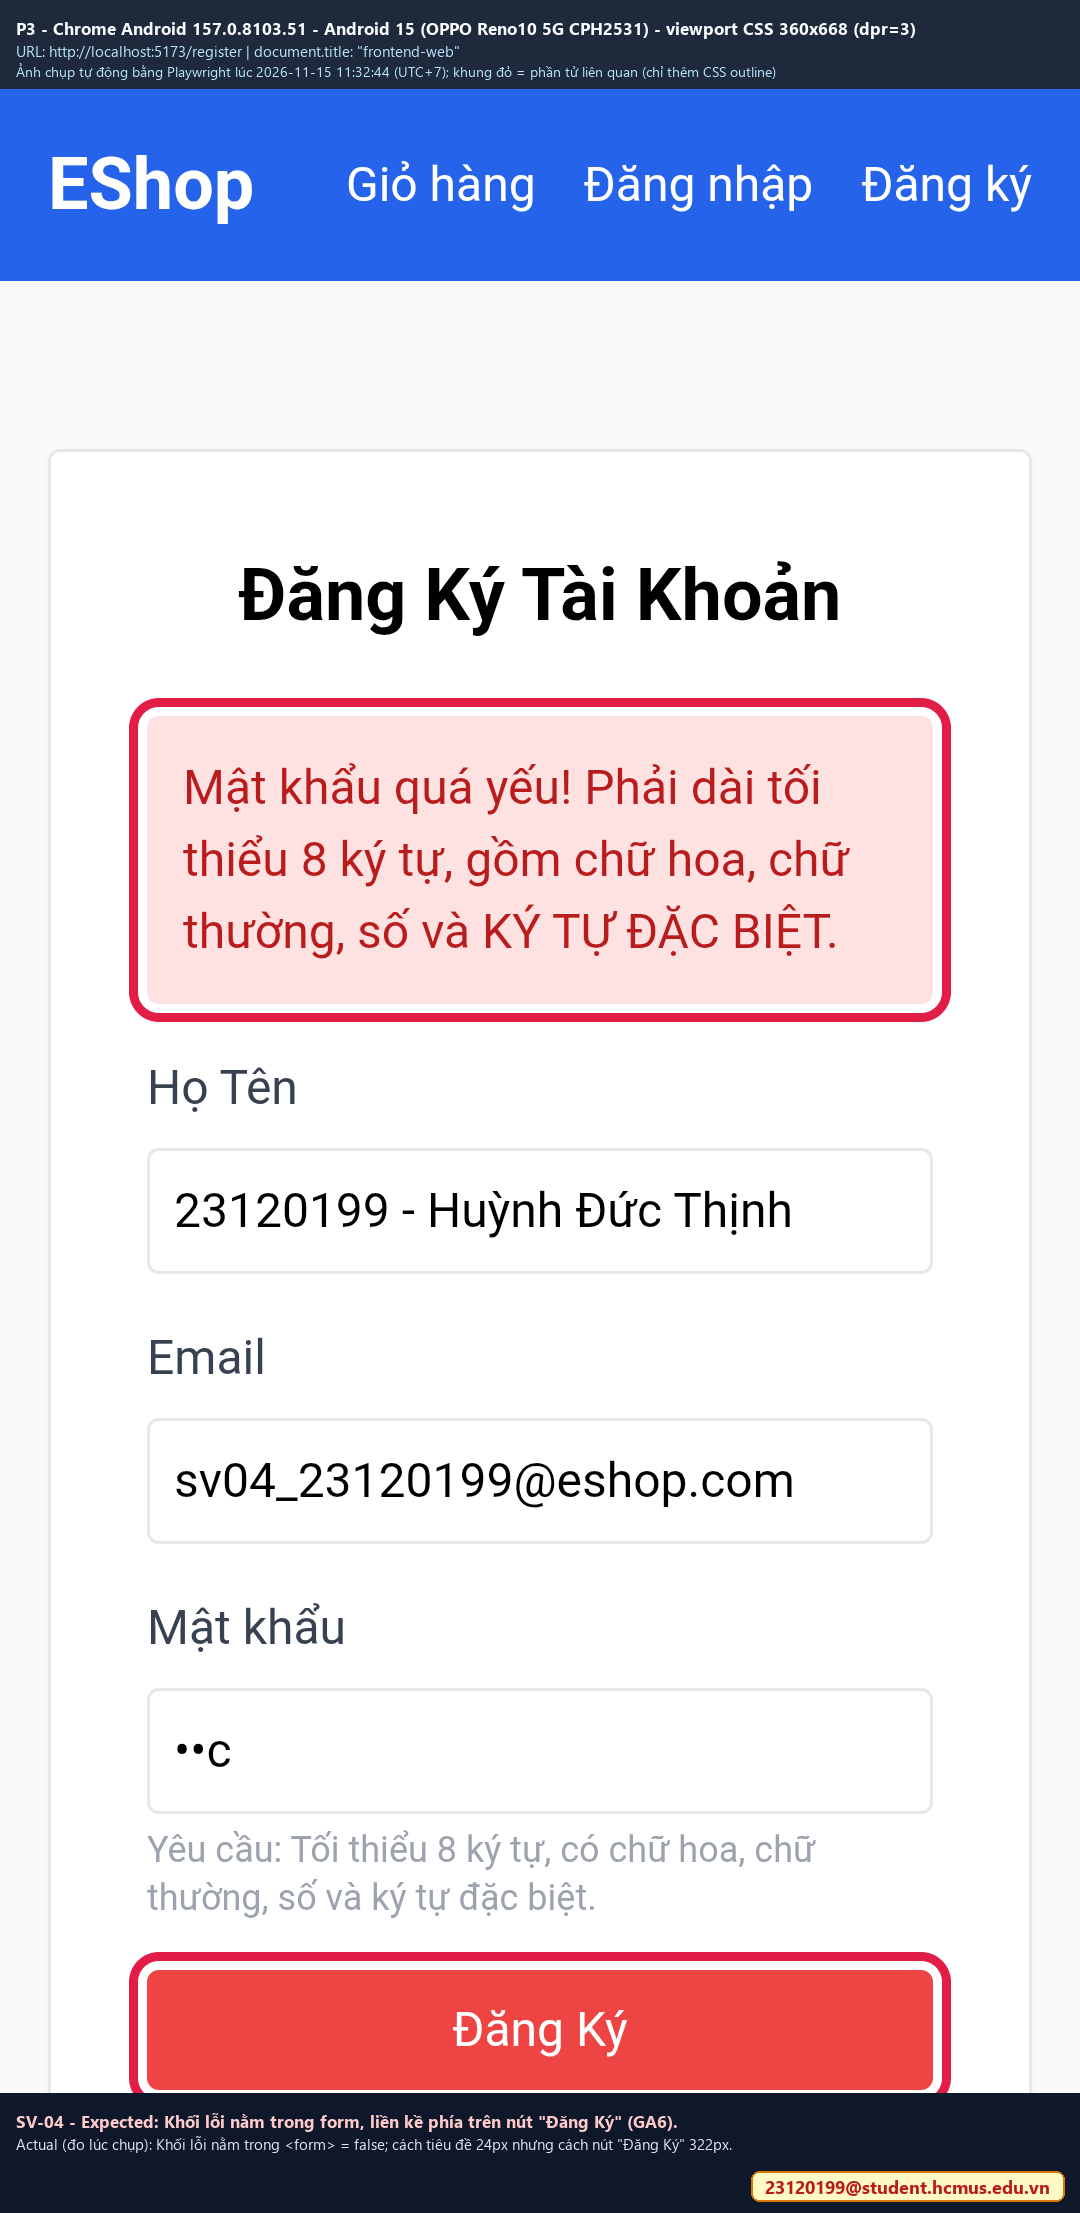 P3 - Chrome Android 157.0.8103.51 - Android 15 (OPPO Reno10 5G CPH2531) - viewport CSS 360x668 (dpr=3)
URL: http://localhost:5173/register | document.title: "frontend-web"
Ảnh chụp tự động bằng Playwright lúc 2026-11-15 11:32:44 (UTC+7); khung đỏ = phần tử liên quan (chỉ thêm CSS outline)
EShop Giỏ hàng Đăng nhập Đăng ký
Đăng Ký Tài Khoản
Mật khẩu quá yếu! Phải dài tối
thiểu 8 ký tự, gồm chữ hoa, chữ
thường, số và KÝ TỰ ĐẶC BIỆT.
Họ Tên
23120199 - Huỳnh Đức Thịnh
Email
sv04_23120199@eshop.com
Mật khẩu
••c
Yêu cầu: Tối thiểu 8 ký tự, có chữ hoa, chữ
thường, số và ký tự đặc biệt.
Đăng Ký
SV-04 - Expected: Khối lỗi nằm trong form, liền kề phía trên nút "Đăng Ký" (GA6).
Actual (đo lúc chụp): Khối lỗi nằm trong <form> = false; cách tiêu đề 24px nhưng cách nút "Đăng Ký" 322px.
23120199@student.hcmus.edu.vn